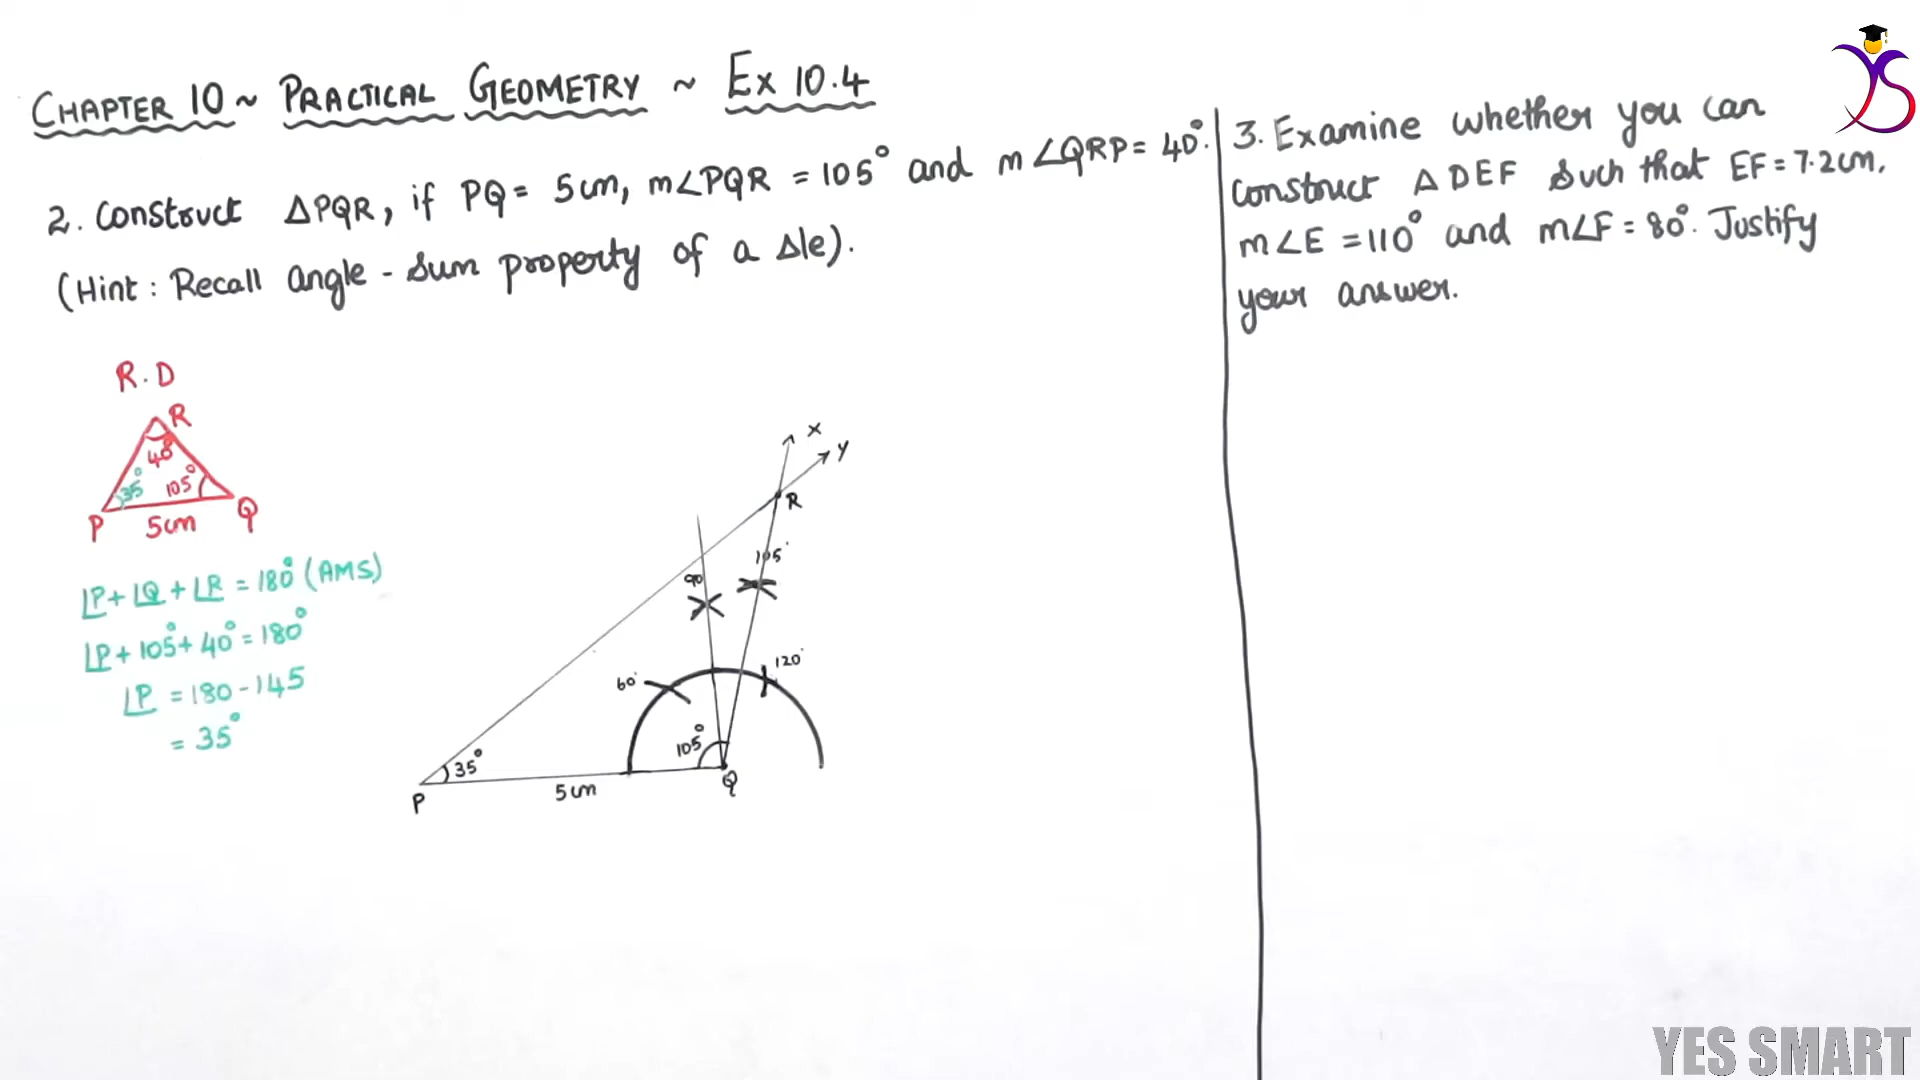 CHAPTER 10 ~ PRACTICAL GEOMETRY ~ EX 10.4
2. Construct ΔPQR, if PQ = 5cm, m∠PQR = 105° and m∠QRP = 40°.
(Hint : Recall angle - sum property of a Δle).
R.D
R
40°
35°
105°
P
5cm
Q
∠P + ∠Q + ∠R = 180° (AMS)
∠P + 105° + 40° = 180°
∠P = 180 - 145
= 35°
X
Y
R
105°
90
120°
60°
105°
35°
Q
5cm
P
3. Examine whether you can
construct ΔDEF such that EF = 7.2cm,
m∠E = 110° and m∠F = 80°. Justify
your answer.
YS
YES SMART